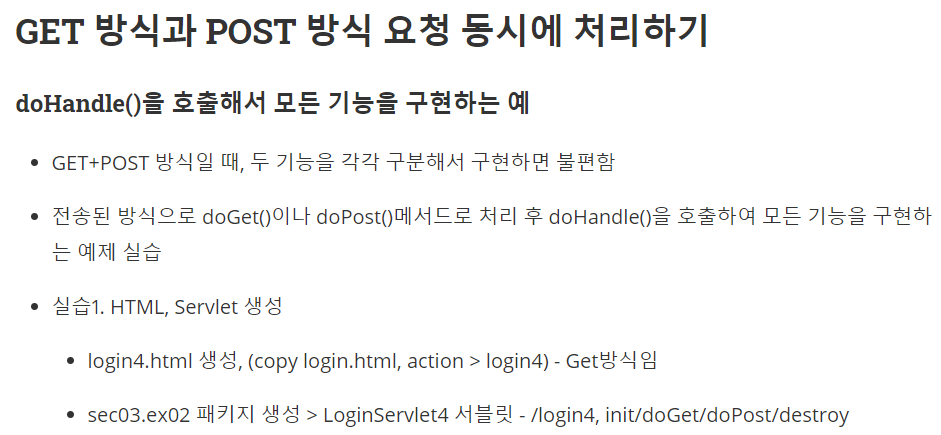 GET 방식과 POST 방식 요청 동시에 처리하기
doHandle()을 호출해서 모든 기능을 구현하는 예
• GET+POST 방식일 때, 두 기능을 각각 구분해서 구현하면 불편함
• 전송된 방식으로 doGet()이나 doPost()메서드로 처리 후 doHandle()을 호출하여 모든 기능을 구현하
는 예제 실습
• 실습1. HTML, Servlet 생성
• login4.html 생성, (copy login.html, action > login4) - Get방식임
• sec03.ex02 패키지 생성 > LoginServlet4 서블릿 - /login4, init/doGet/doPost/destroy